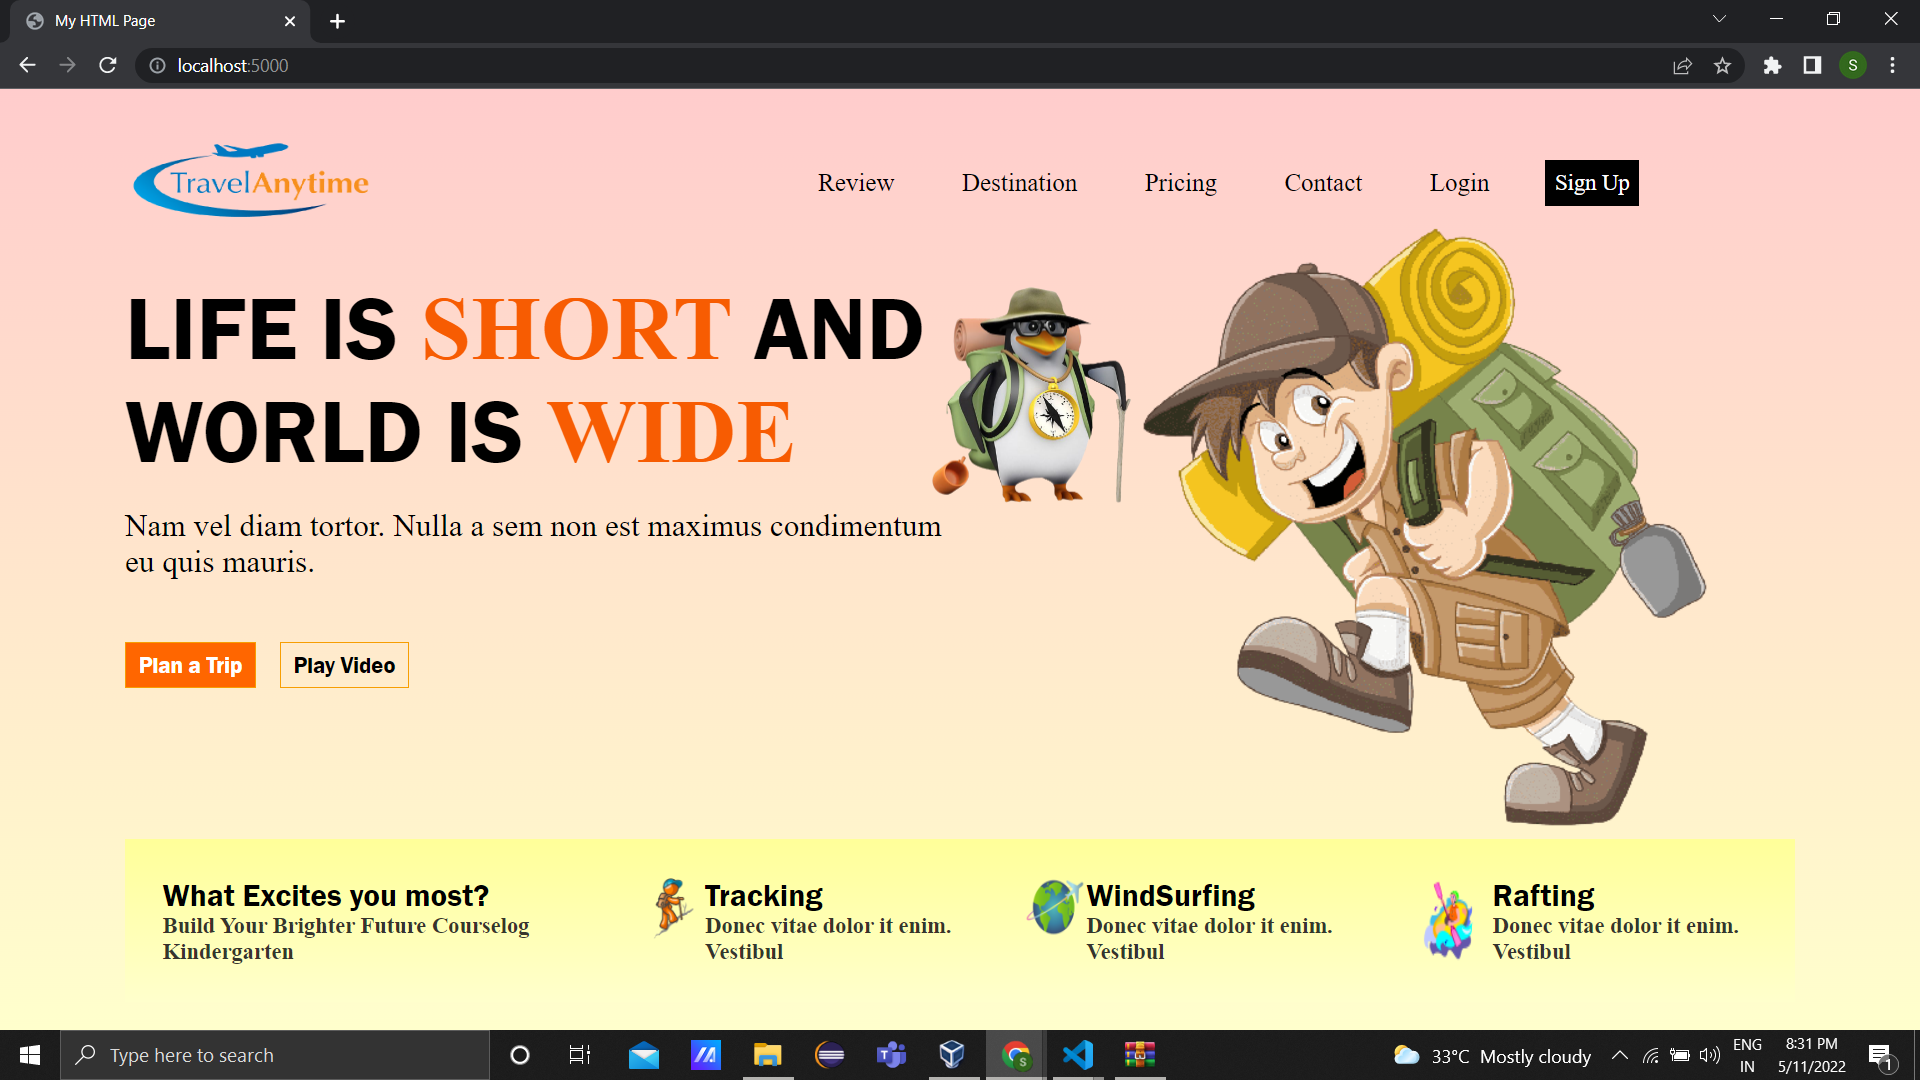 My HTML Page
localhost:5000
S
TravelAnytime
Review Destination Pricing Contact Login Sign Up
LIFE IS SHORT AND
WORLD IS WIDE
Nam vel diam tortor. Nulla a sem non est maximus condimentum
eu quis mauris.
Plan a Trip Play Video
What Excites you most?
Build Your Brighter Future Courselog
Kindergarten
Tracking
Donec vitae dolor it enim.
Vestibul
WindSurfing
Donec vitae dolor it enim.
Vestibul
Rafting
Donec vitae dolor it enim.
Vestibul
Type here to search
33°C Mostly cloudy
ENG
IN
8:31 PM
5/11/2022
1